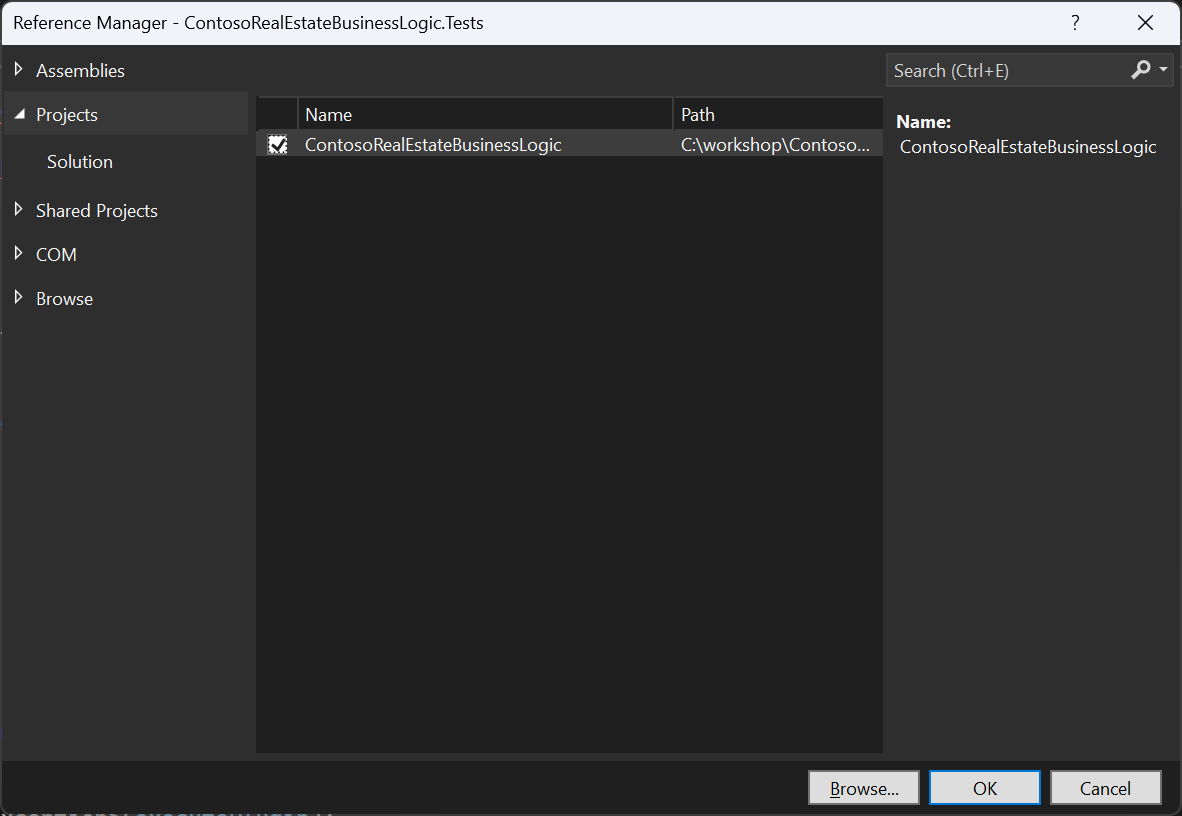 Reference Manager - ContosoRealEstateBusinessLogic.Tests ?
Assemblies
Projects
Solution
Shared Projects
COM
Browse
Name Path
ContosoRealEstateBusinessLogic C:\workshop\Contoso...
Search (Ctrl+E)
Name:
ContosoRealEstateBusinessLogic
Browse... OK Cancel